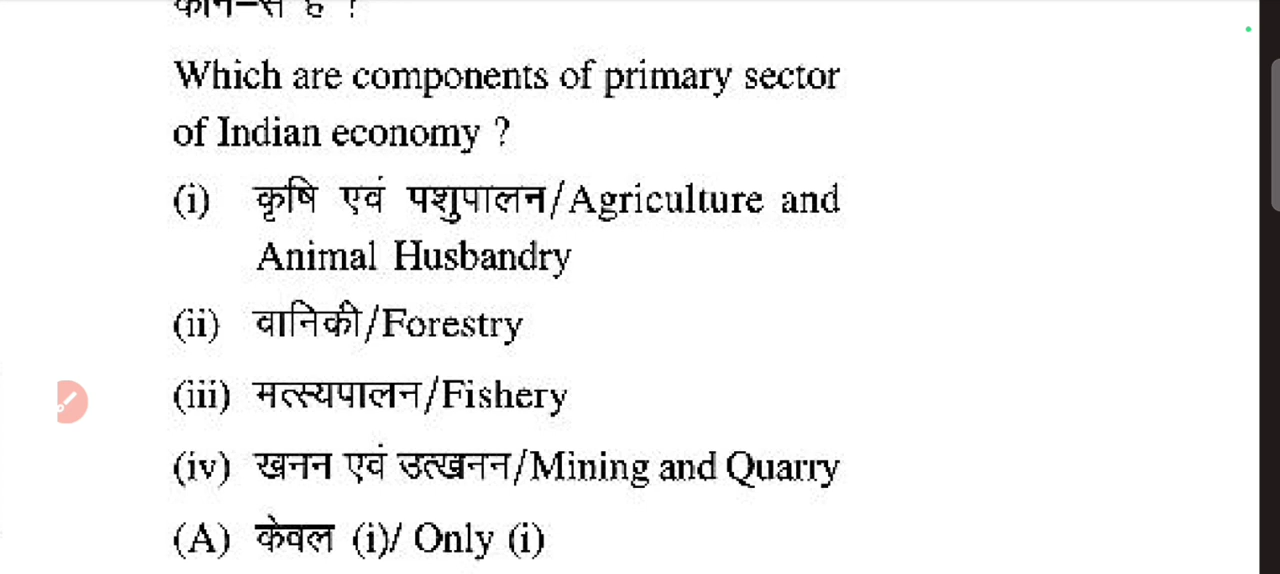 कौन-से हैं ?
Which are components of primary sector
of Indian economy ?
(i) कृषि एवं पशुपालन/Agriculture and
Animal Husbandry
(ii) वानिकी/Forestry
(iii) मत्स्यपालन/Fishery
(iv) खनन एवं उत्खनन/Mining and Quarry
(A) केवल (i)/ Only (i)